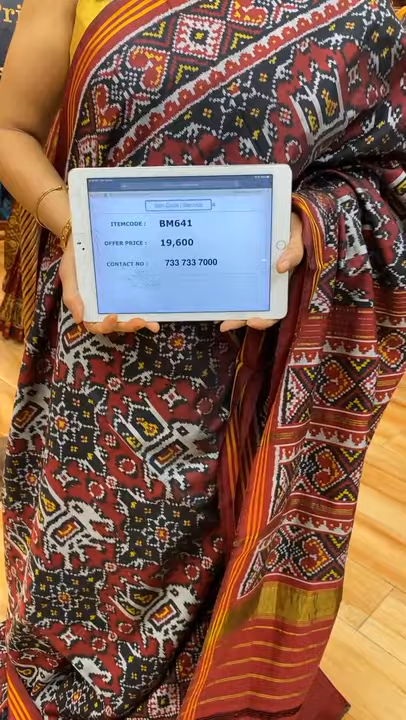 ITEMCODE : BM641
OFFER PRICE : 19,600
CONTACT NO : 733 733 7000